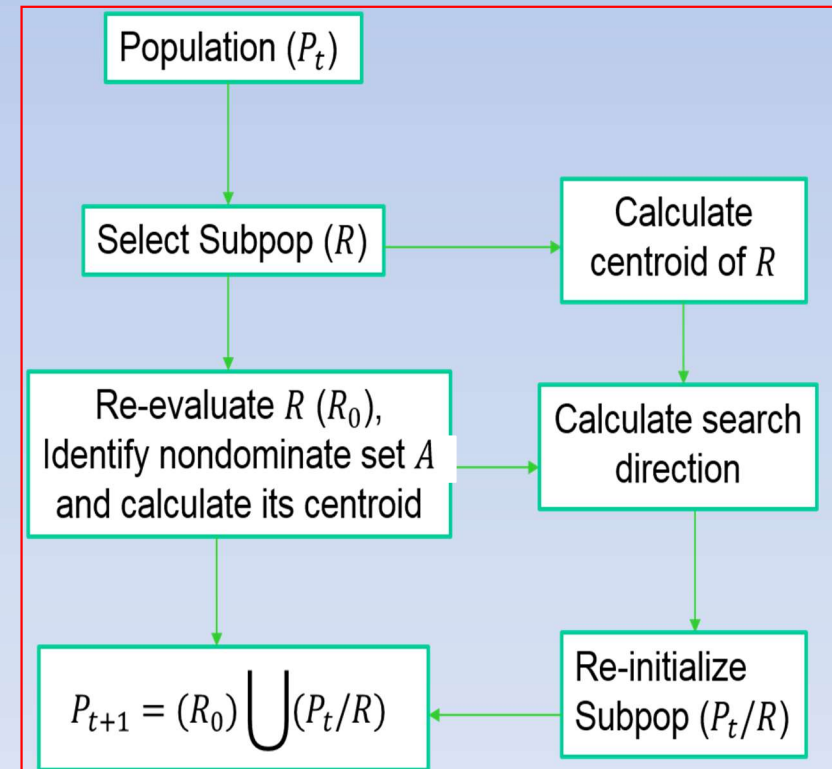 Population (P_t)
Select Subpop (R)
Calculate
centroid of R
Re-evaluate R (R_0),
Identify nondominate set A
and calculate its centroid
Calculate search
direction
Re-initialize
Subpop (P_t/R)
P_{t+1} = (R_0) ⋃ (P_t/R)